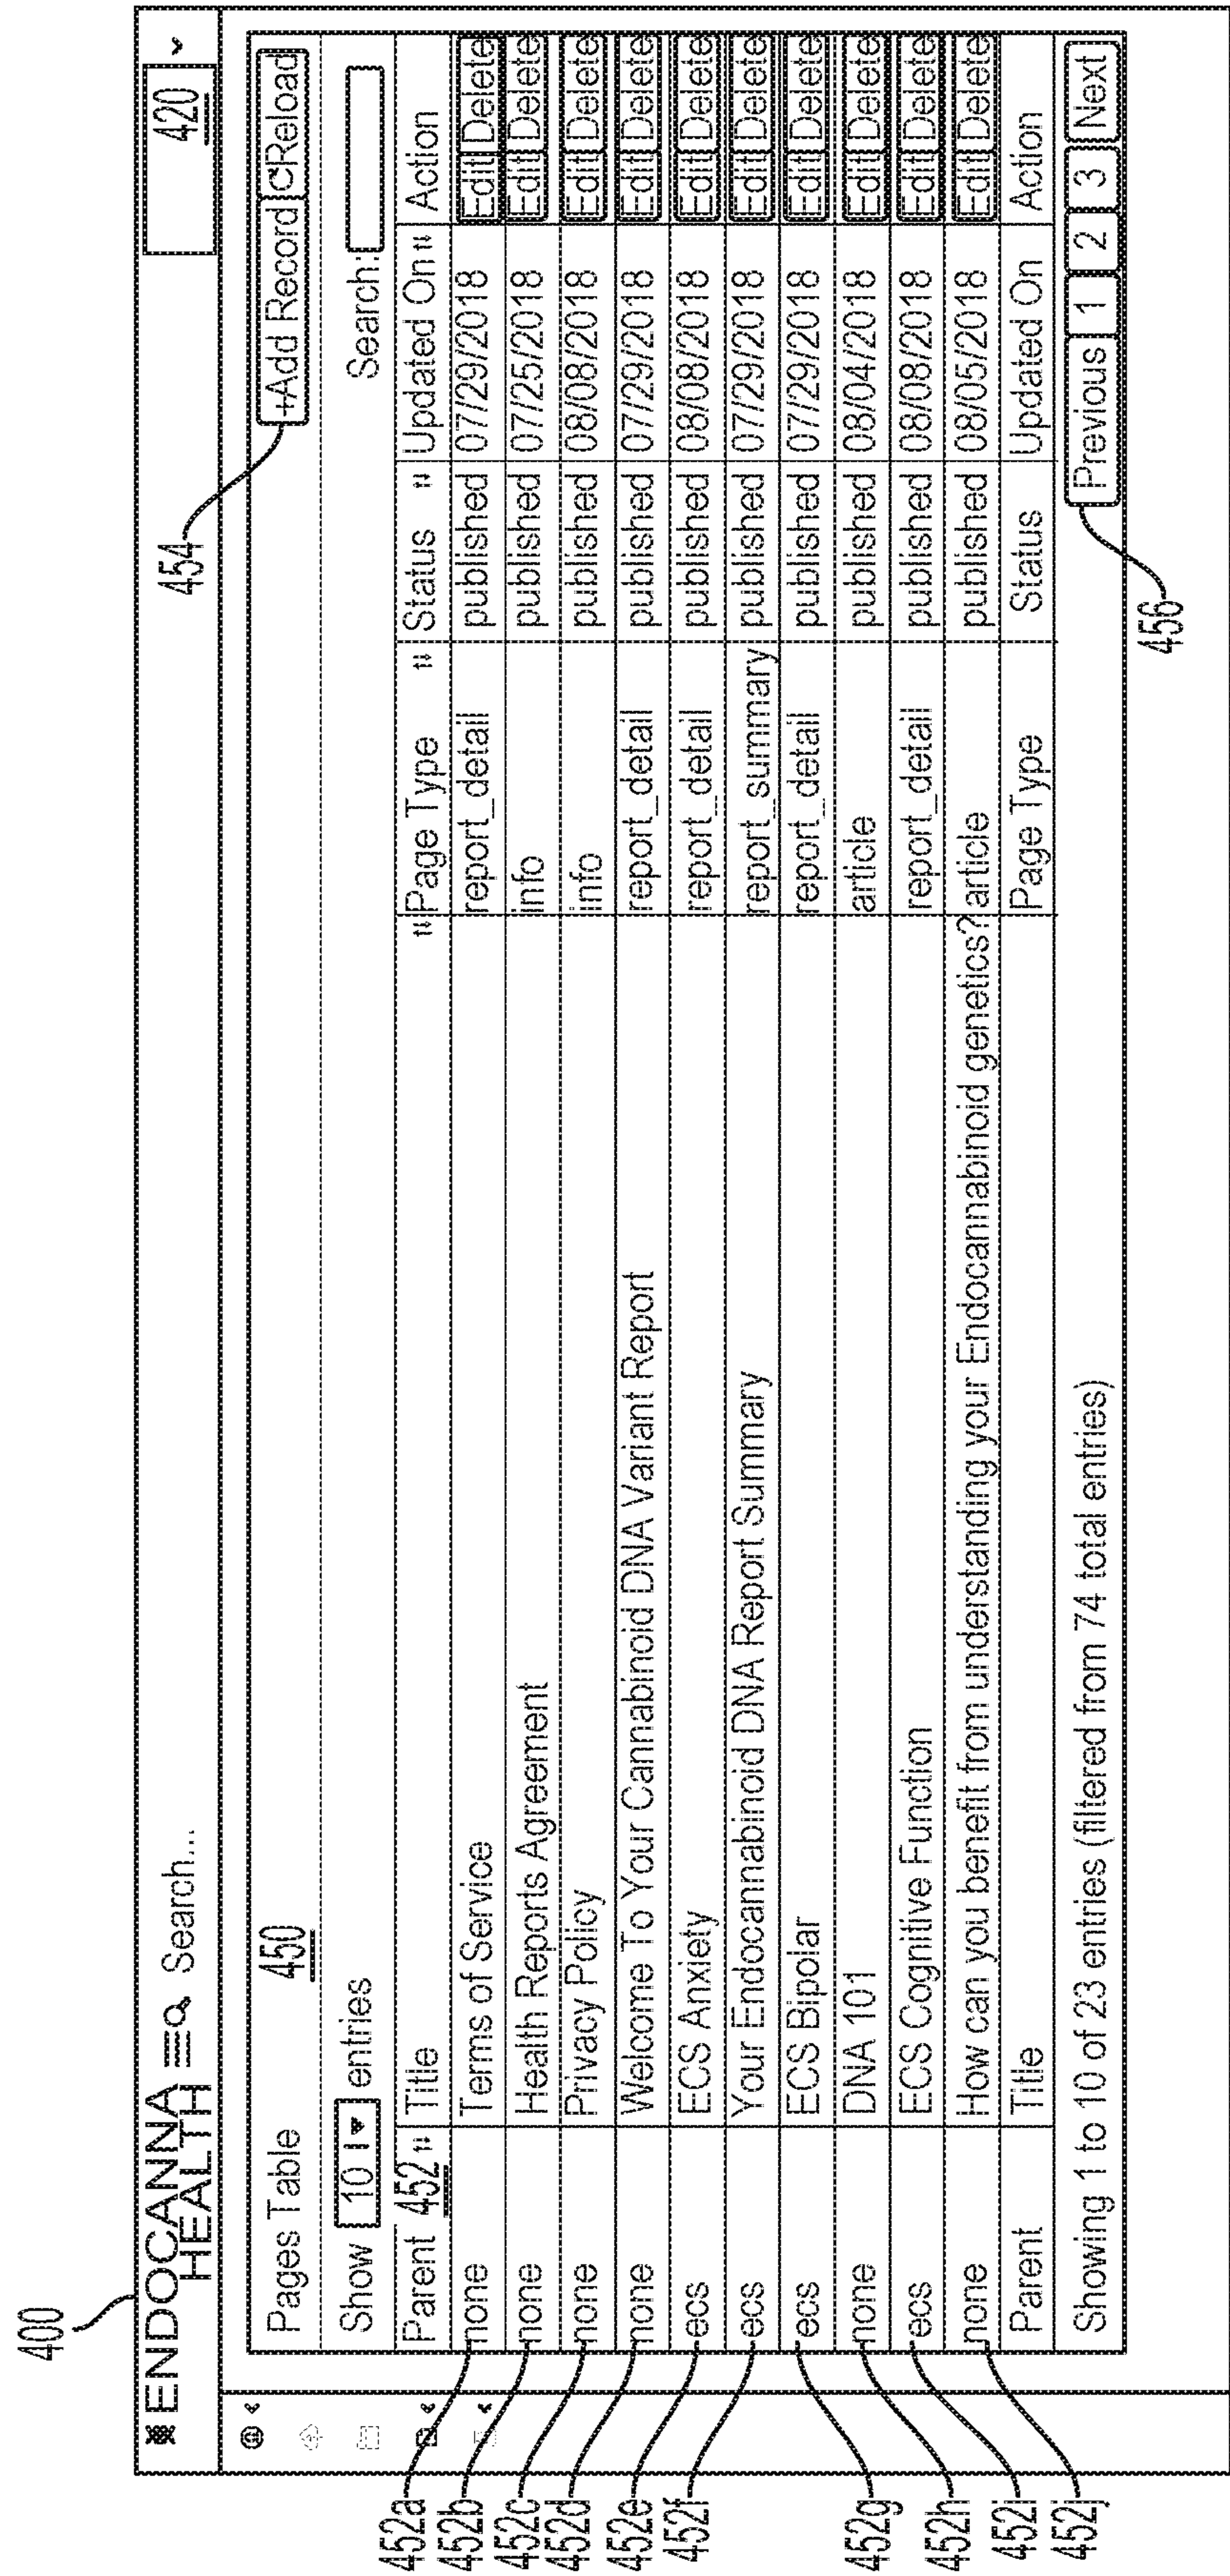 400
ENDOCANNA
HEALTH
Search...
420
Pages Table 450
454
+Add Record Reload
Show 10 entries
Search:
Parent 452 Title Page Type Status Updated On Action
452a none Terms of Service report_detail published 07/29/2018 Edit Delete
452b none Health Reports Agreement info published 07/25/2018 Edit Delete
452c none Privacy Policy info published 08/08/2018 Edit Delete
452d none Welcome To Your Cannabinoid DNA Variant Report report_detail published 07/29/2018 Edit Delete
452e ecs ECS Anxiety report_detail published 08/08/2018 Edit Delete
452f ecs Your Endocannabinoid DNA Report Summary report_summary published 07/29/2018 Edit Delete
452g ecs ECS Bipolar report_detail published 07/29/2018 Edit Delete
452h none DNA 101 article published 08/04/2018 Edit Delete
452i ecs ECS Cognitive Function report_detail published 08/08/2018 Edit Delete
452j none How can you benefit from understanding your Endocannabinoid genetics? article published 08/05/2018 Edit Delete
Parent Title Page Type Status Updated On Action
Showing 1 to 10 of 23 entries (filtered from 74 total entries)
Previous 1 2 3 Next
456